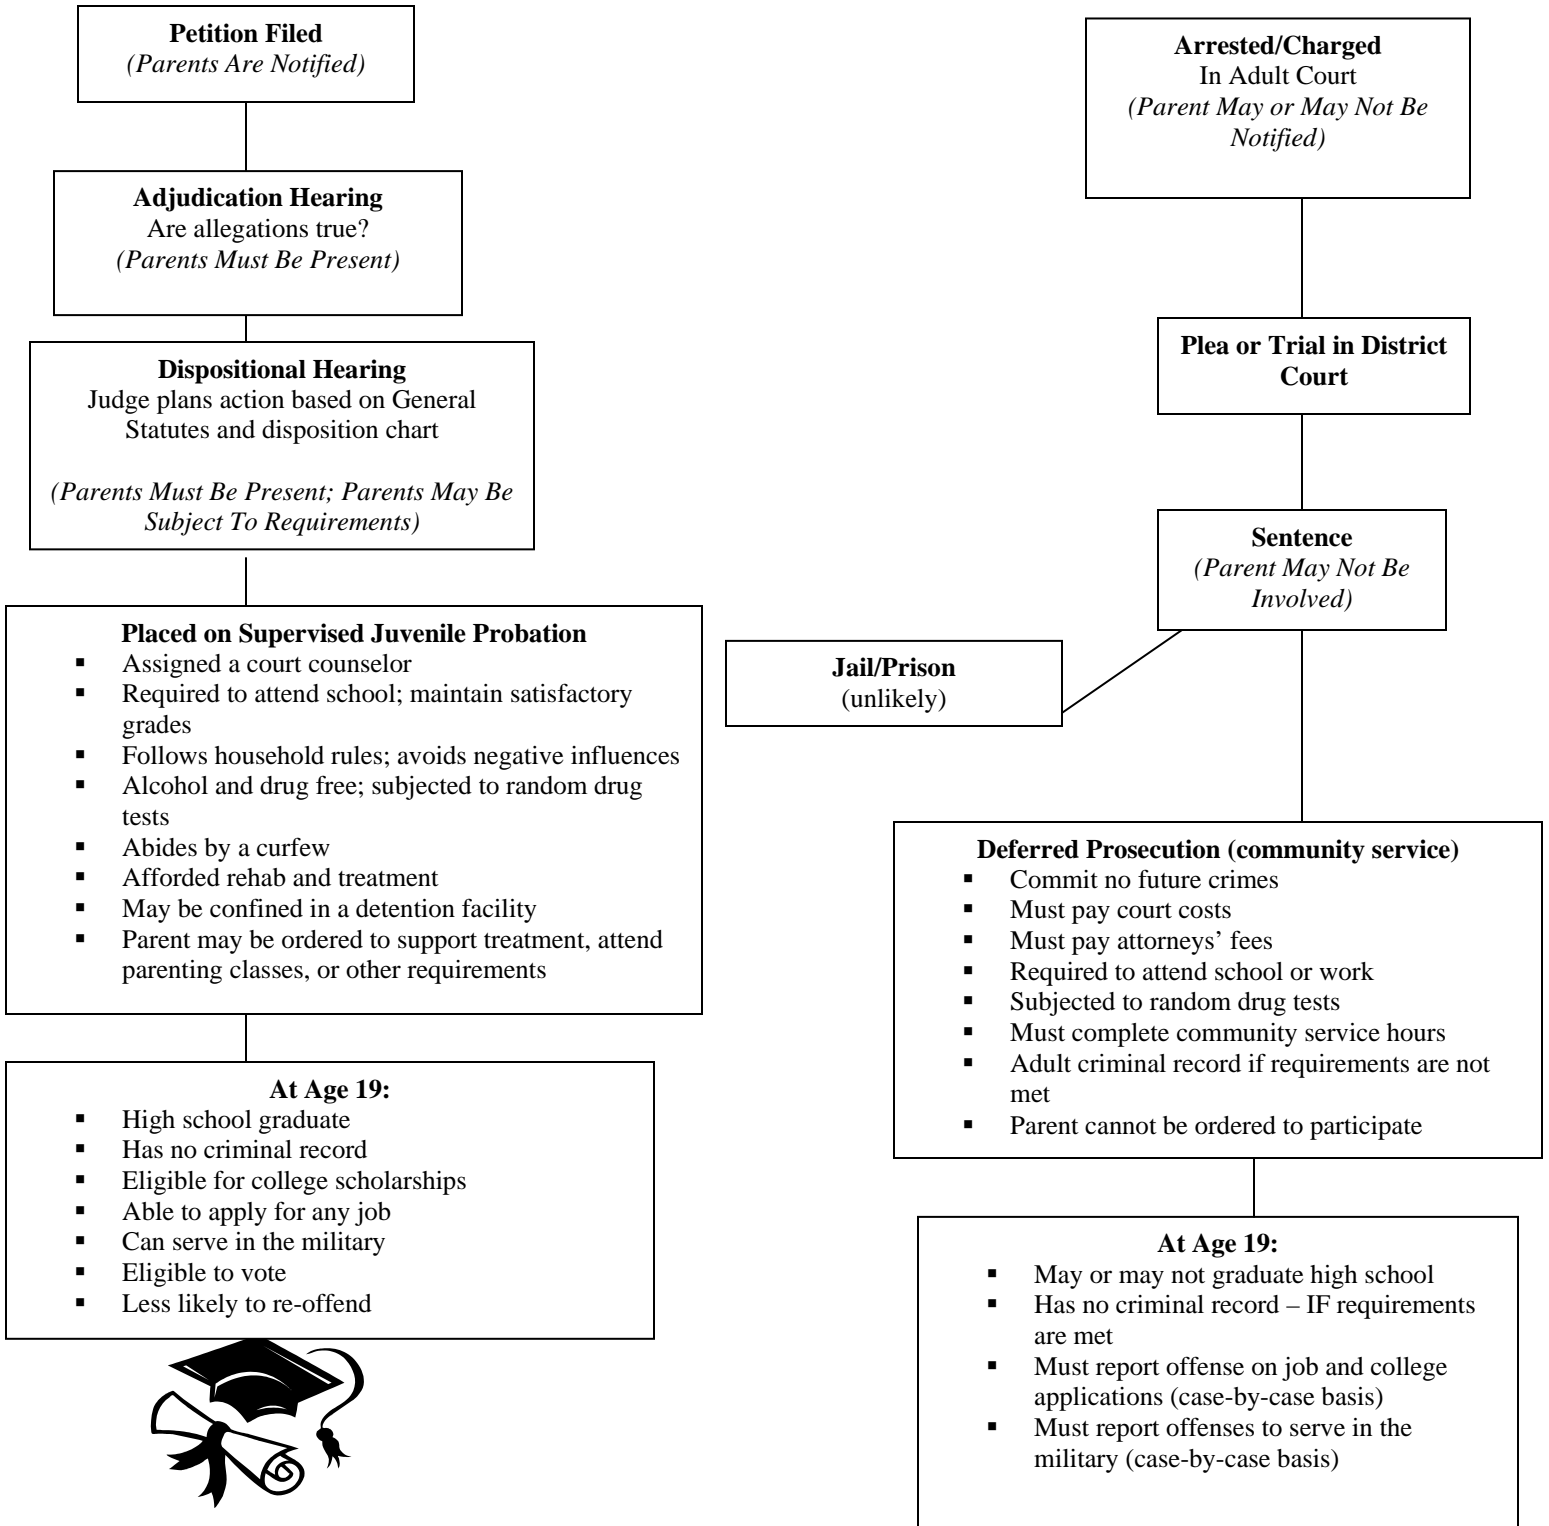 Petition Filed
(Parents Are Notified)
Adjudication Hearing
Are allegations true?
(Parents Must Be Present)
Dispositional Hearing
Judge plans action based on General
Statutes and disposition chart
(Parents Must Be Present; Parents May Be
Subject To Requirements)
Placed on Supervised Juvenile Probation
▪ Assigned a court counselor
▪ Required to attend school; maintain satisfactory
grades
▪ Follows household rules; avoids negative influences
▪ Alcohol and drug free; subjected to random drug
tests
▪ Abides by a curfew
▪ Afforded rehab and treatment
▪ May be confined in a detention facility
▪ Parent may be ordered to support treatment, attend
parenting classes, or other requirements
At Age 19:
▪ High school graduate
▪ Has no criminal record
▪ Eligible for college scholarships
▪ Able to apply for any job
▪ Can serve in the military
▪ Eligible to vote
▪ Less likely to re-offend
Arrested/Charged
In Adult Court
(Parent May or May Not Be
Notified)
Plea or Trial in District
Court
Sentence
(Parent May Not Be
Involved)
Jail/Prison
(unlikely)
Deferred Prosecution (community service)
▪ Commit no future crimes
▪ Must pay court costs
▪ Must pay attorneys’ fees
▪ Required to attend school or work
▪ Subjected to random drug tests
▪ Must complete community service hours
▪ Adult criminal record if requirements are not
met
▪ Parent cannot be ordered to participate
At Age 19:
▪ May or may not graduate high school
▪ Has no criminal record – IF requirements
are met
▪ Must report offense on job and college
applications (case-by-case basis)
▪ Must report offenses to serve in the
military (case-by-case basis)